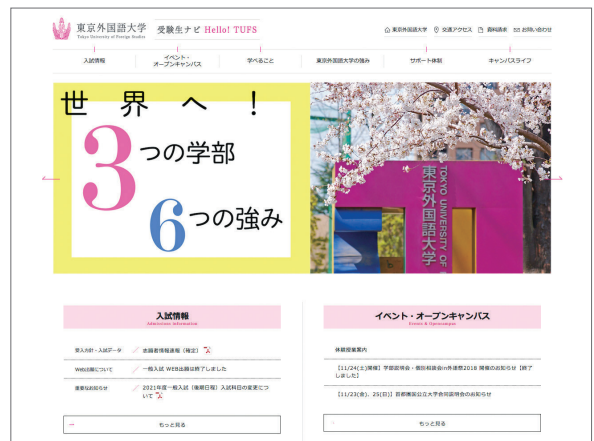 東京外国語大学
Tokyo University of Foreign Studies
受験生ナビ Hello! TUFS
東京外国語大学
交通アクセス
資料請求
お問い合わせ
入試情報
イベント・
オープンキャンパス
学べること
東京外国語大学の強み
サポート体制
キャンパスライフ
世界へ!
3つの学部
6つの強み
東京外国語大学
TOKYO UNIVERSITY OF
入試情報
Admissions information
受入方針・入試データ
志願者情報速報(確定)
Web出願について
一般入試 WEB出願は終了しました
重要なお知らせ
2021年度一般入試(後期日程)入試科目の変更につ
いて
もっと見る
イベント・オープンキャンパス
Events & Opencampus
体験授業案内
【11/24(土)開催】学部説明会・個別相談会in外語祭2018 開催のお知らせ【終了
しました】
【11/23(金)、25(日)】首都圏国公立大学合同説明会のお知らせ
もっと見る